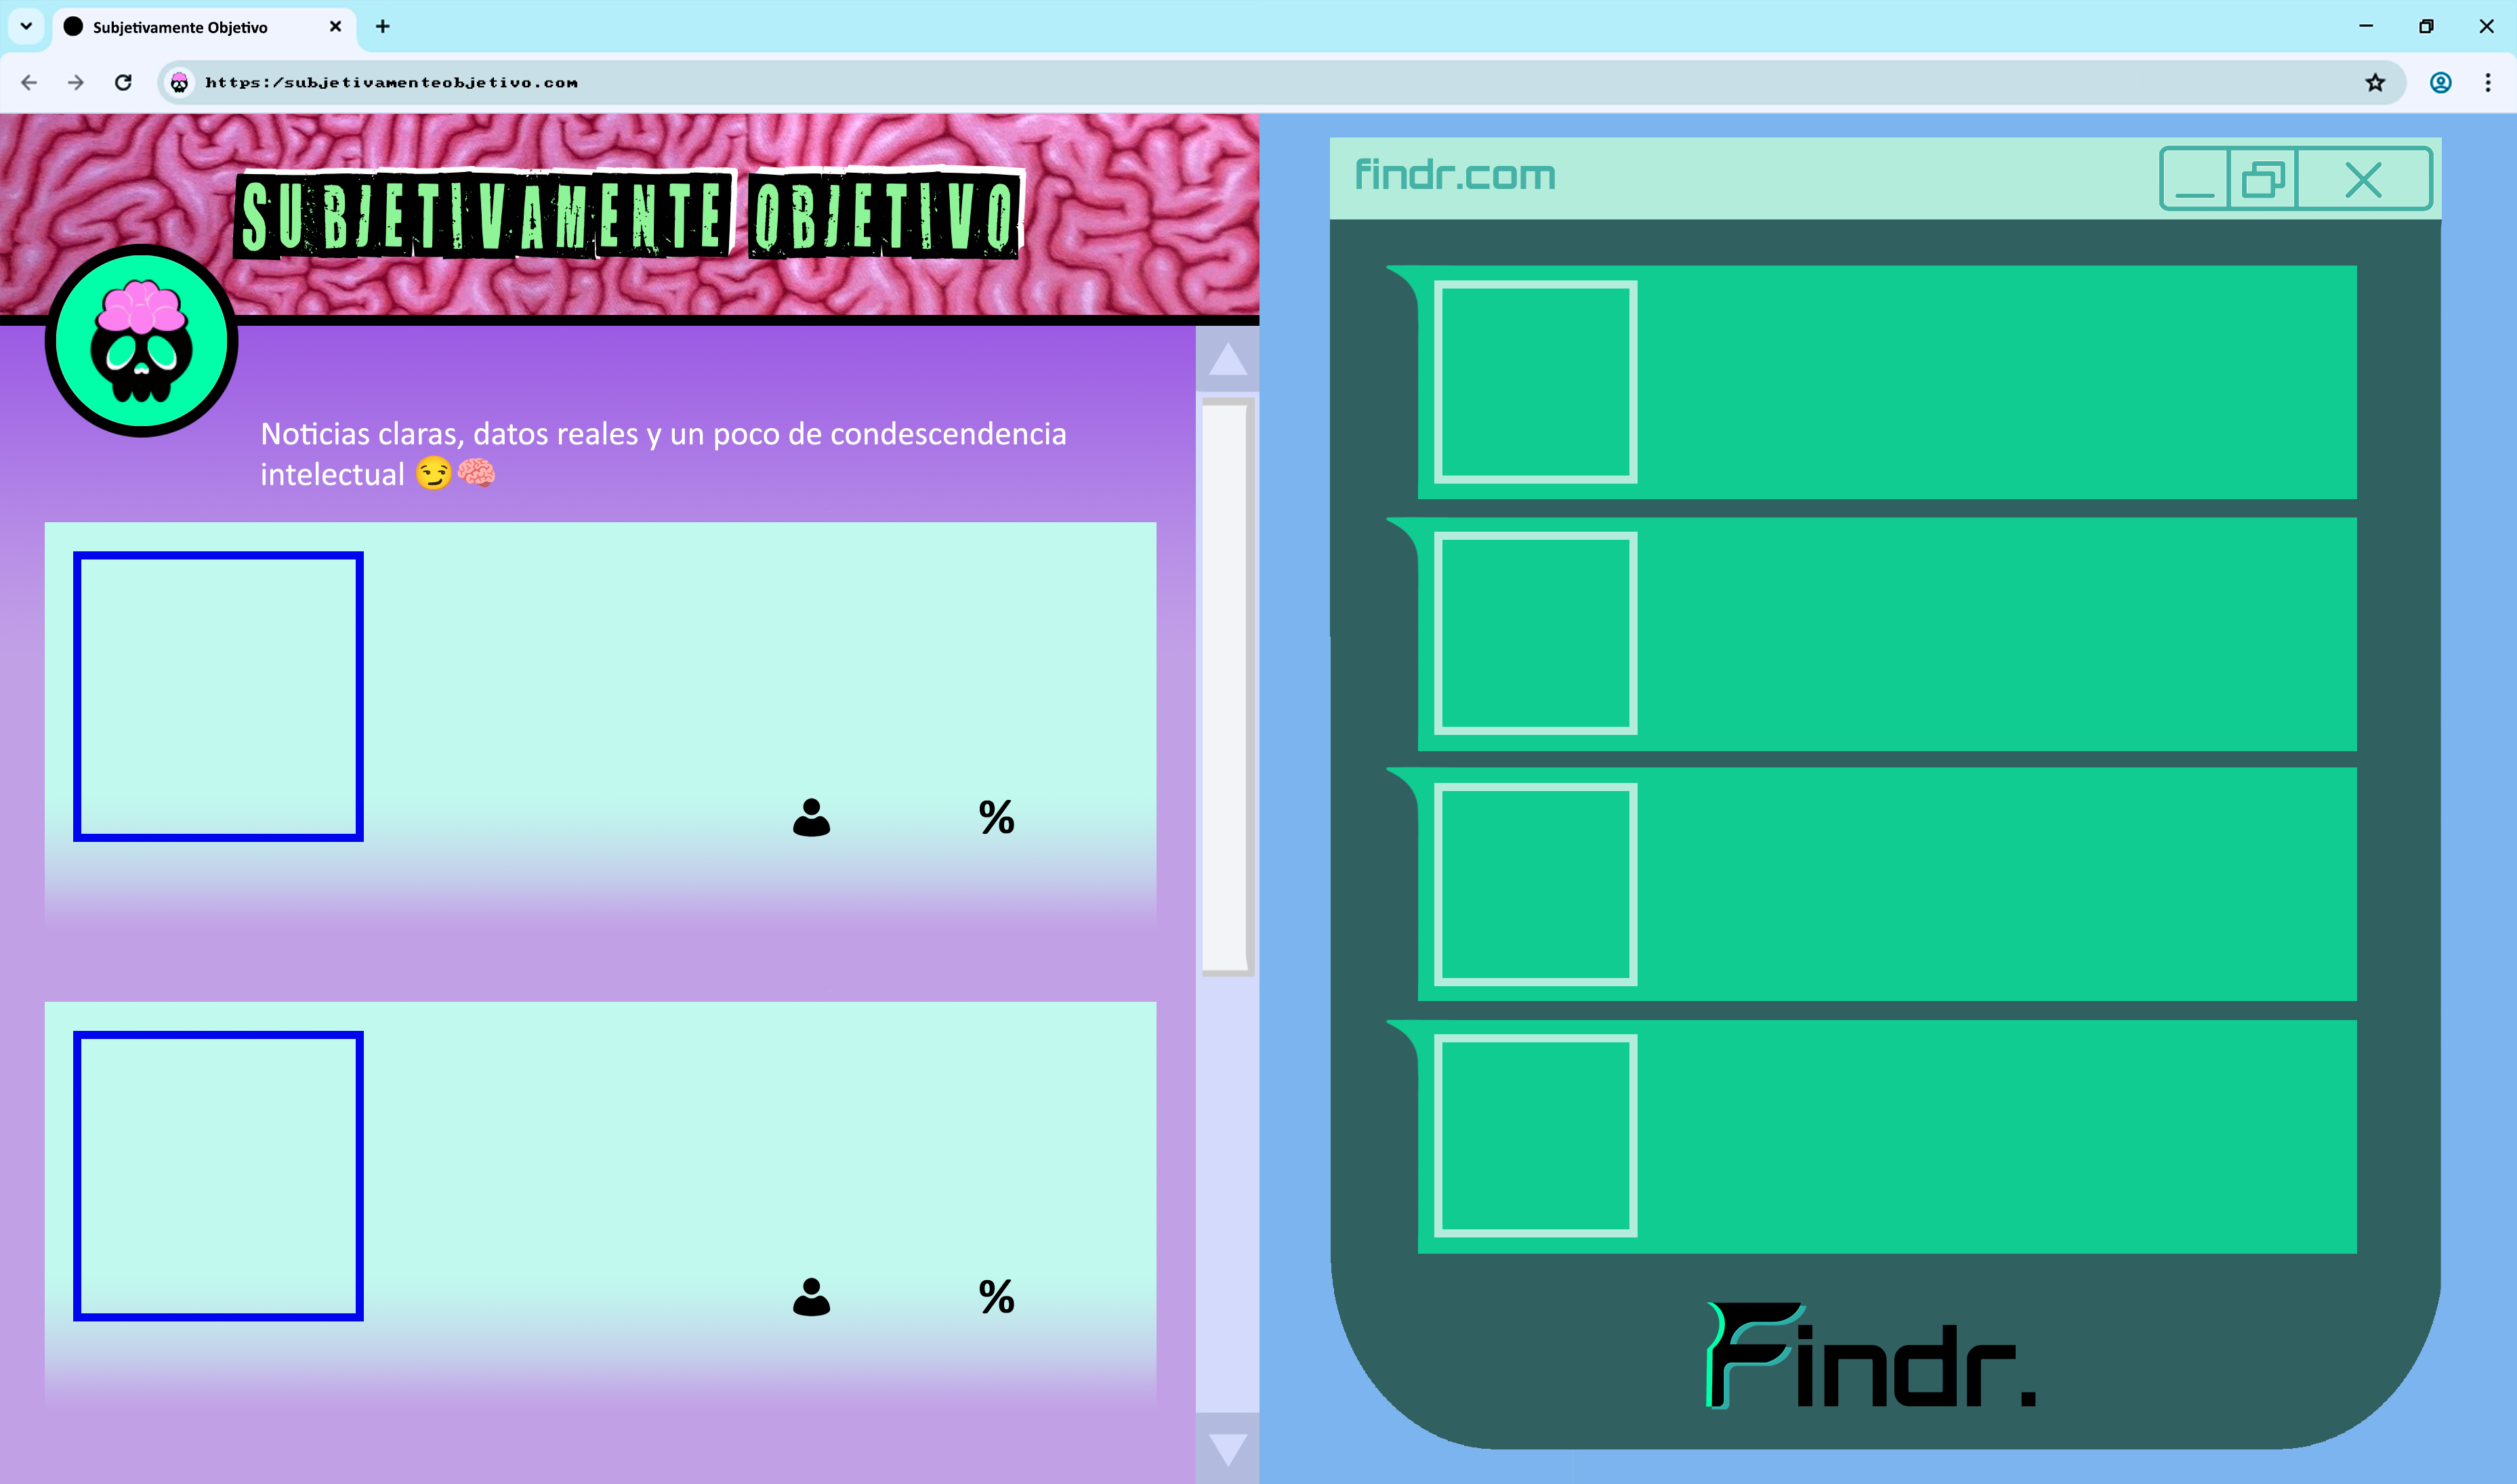 Subjetivamente Objetivo
https:/subjetivamenteobjetivo.com
SUBJETIVAMENTE OBJETIVO
Noticias claras, datos reales y un poco de condescendencia
intelectual 😏🧠
%
%
findr.com
Findr.